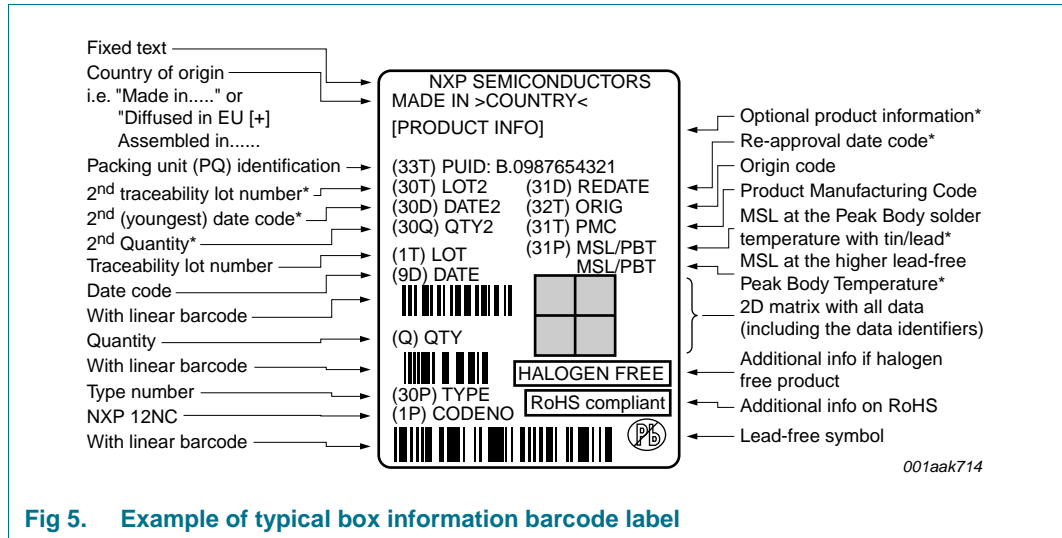 Fixed text
Country of origin
i.e. "Made in....." or
"Diffused in EU [+]
Assembled in......
Packing unit (PQ) identification
2nd traceability lot number*
2nd (youngest) date code*
2nd Quantity*
Traceability lot number
Date code
With linear barcode
Quantity
With linear barcode
Type number
NXP 12NC
With linear barcode
NXP SEMICONDUCTORS
MADE IN >COUNTRY<
[PRODUCT INFO]
(33T) PUID: B.0987654321
(30T) LOT2 (31D) REDATE
(30D) DATE2 (32T) ORIG
(30Q) QTY2 (31T) PMC
(31P) MSL/PBT
(1T) LOT MSL/PBT
(9D) DATE
(Q) QTY
HALOGEN FREE
(30P) TYPE
(1P) CODENO
RoHS compliant
Pb
Optional product information*
Re-approval date code*
Origin code
Product Manufacturing Code
MSL at the Peak Body solder
temperature with tin/lead*
MSL at the higher lead-free
Peak Body Temperature*
2D matrix with all data
(including the data identifiers)
Additional info if halogen
free product
Additional info on RoHS
Lead-free symbol
001aak714
Fig 5. Example of typical box information barcode label